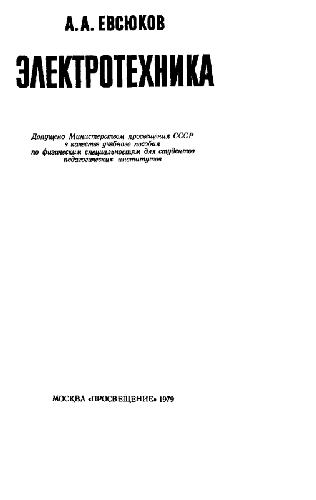 А. А. ЕВСЮКОВ
ЭЛЕКТРОТЕХНИКА
Допущено Министерством просвещения СССР
в качестве учебного пособия
по физическим специальностям для студентов
педагогических институтов
МОСКВА «ПРОСВЕЩЕНИЕ» 1979